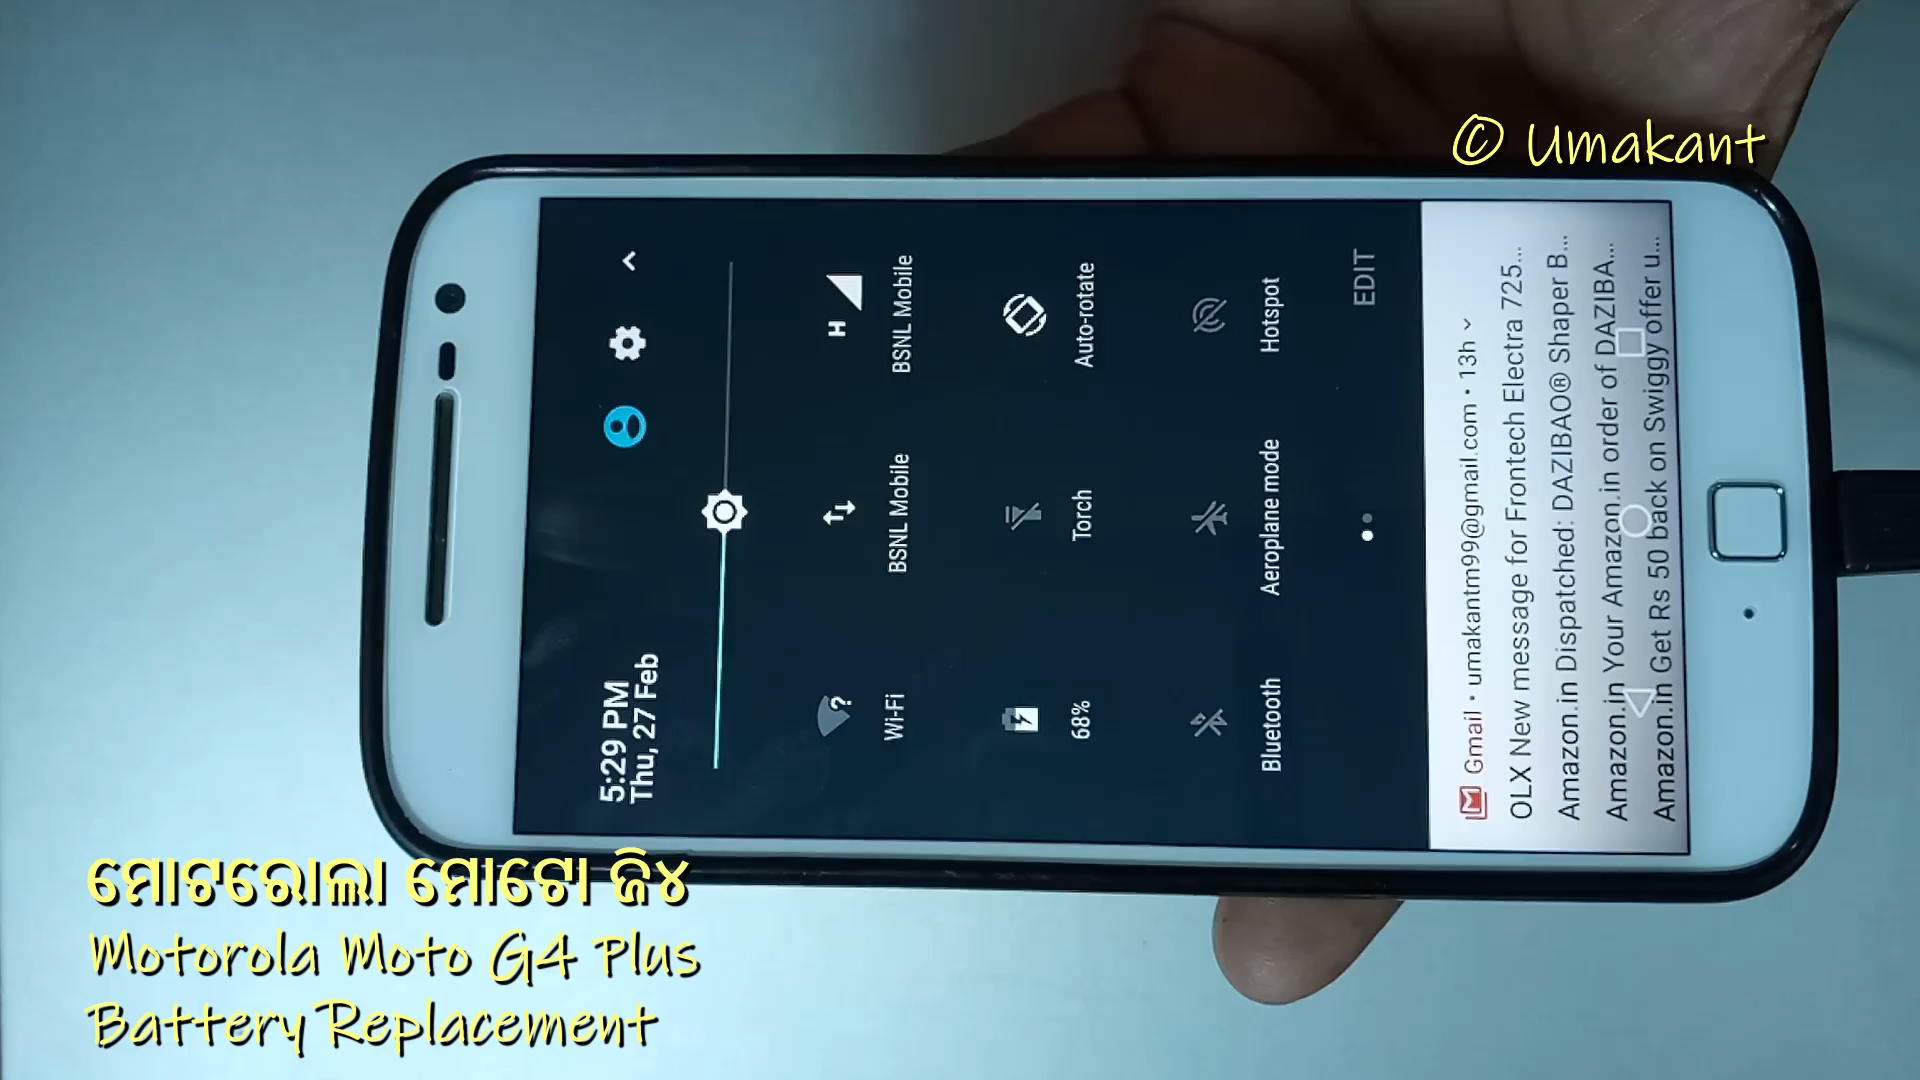 © Umakant
5:29 PM
Thu, 27 Feb
Wi-Fi
BSNL Mobile
H
BSNL Mobile
68%
Torch
Auto-rotate
Bluetooth
Aeroplane mode
Hotspot
EDIT
Gmail • umakantm99@gmail.com • 13h
OLX New message for Frontech Electra 725...
Amazon.in Dispatched: DAZIBAO® Shaper B...
Amazon.in Your Amazon.in order of DAZIBA...
Amazon.in Get Rs 50 back on Swiggy offer u...
ମୋଟରୋଲା ମୋଟୋ ଜି୪
Motorola Moto G4 Plus
Battery Replacement